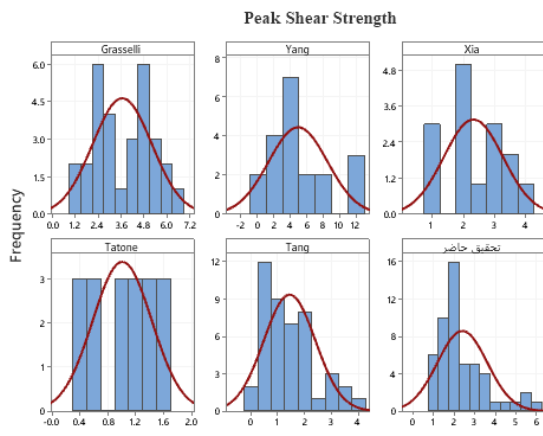 Peak Shear Strength
Grasselli Yang Xia
6.0 8 4.8
4.5 6 3.6
3.0 4 2.4
1.5 2 1.2
0.0 0 0.0
0.0 1.2 2.4 3.6 4.8 6.0 7.2 -2 0 2 4 6 8 10 12 1 2 3 4
Frequency
Tatone Tang تحقیق حاضر
3 12 16
2 9 12
1 6 8
0 3 4
0 0
-0.0 0.4 0.8 1.2 1.6 2.0 0 1 2 3 4 0 1 2 3 4 5 6